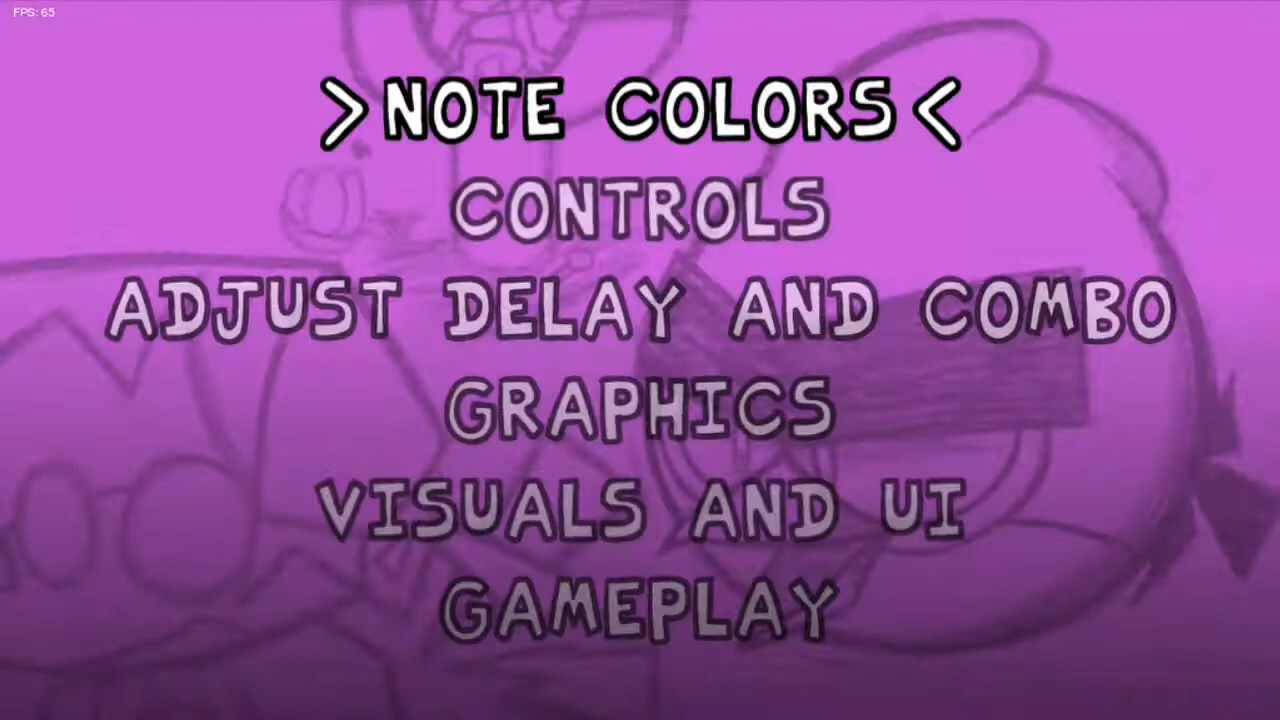 FPS: 65
>NOTE COLORS<
CONTROLS
ADJUST DELAY AND COMBO
GRAPHICS
VISUALS AND UI
GAMEPLAY